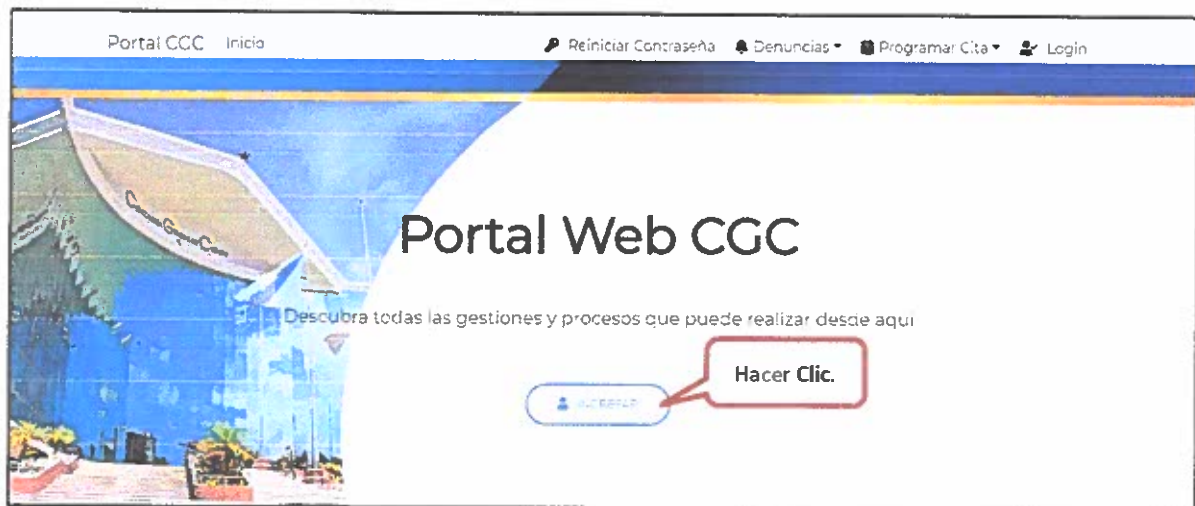 Portal CGC Inicio Reiniciar Contraseña Denuncias Programar Cita Login
Portal Web CGC
Descubra todas las gestiones y procesos que puede realizar desde aquí
Hacer Clic.